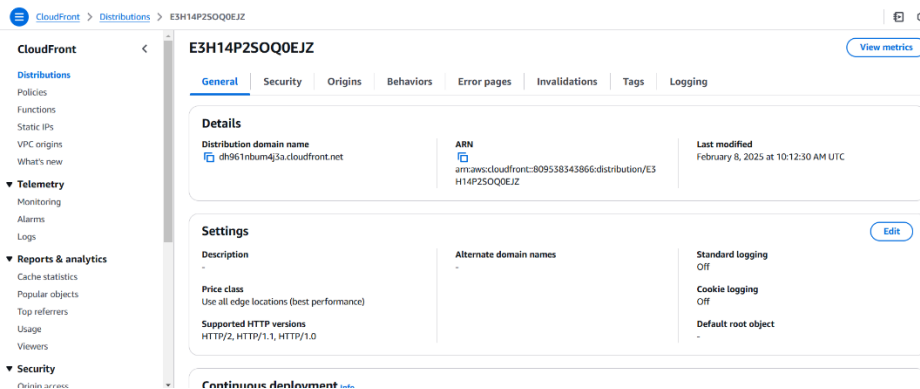 CloudFront > Distributions > E3H14P2SOQ0EJZ
CloudFront
Distributions
Policies
Functions
Static IPs
VPC origins
What's new
Telemetry
Monitoring
Alarms
Logs
Reports & analytics
Cache statistics
Popular objects
Top referrers
Usage
Viewers
Security
Origin access
E3H14P2SOQ0EJZ
View metrics
General
Security
Origins
Behaviors
Error pages
Invalidations
Tags
Logging
Details
Distribution domain name
dh961nbum4j3a.cloudfront.net
ARN
arn:aws:cloudfront::809538343866:distribution/E3
H14P2SOQ0EJZ
Last modified
February 8, 2025 at 10:12:30 AM UTC
Settings
Edit
Description
-
Price class
Use all edge locations (best performance)
Supported HTTP versions
HTTP/2, HTTP/1.1, HTTP/1.0
Alternate domain names
-
Standard logging
Off
Cookie logging
Off
Default root object
-
Continuous deployment Info